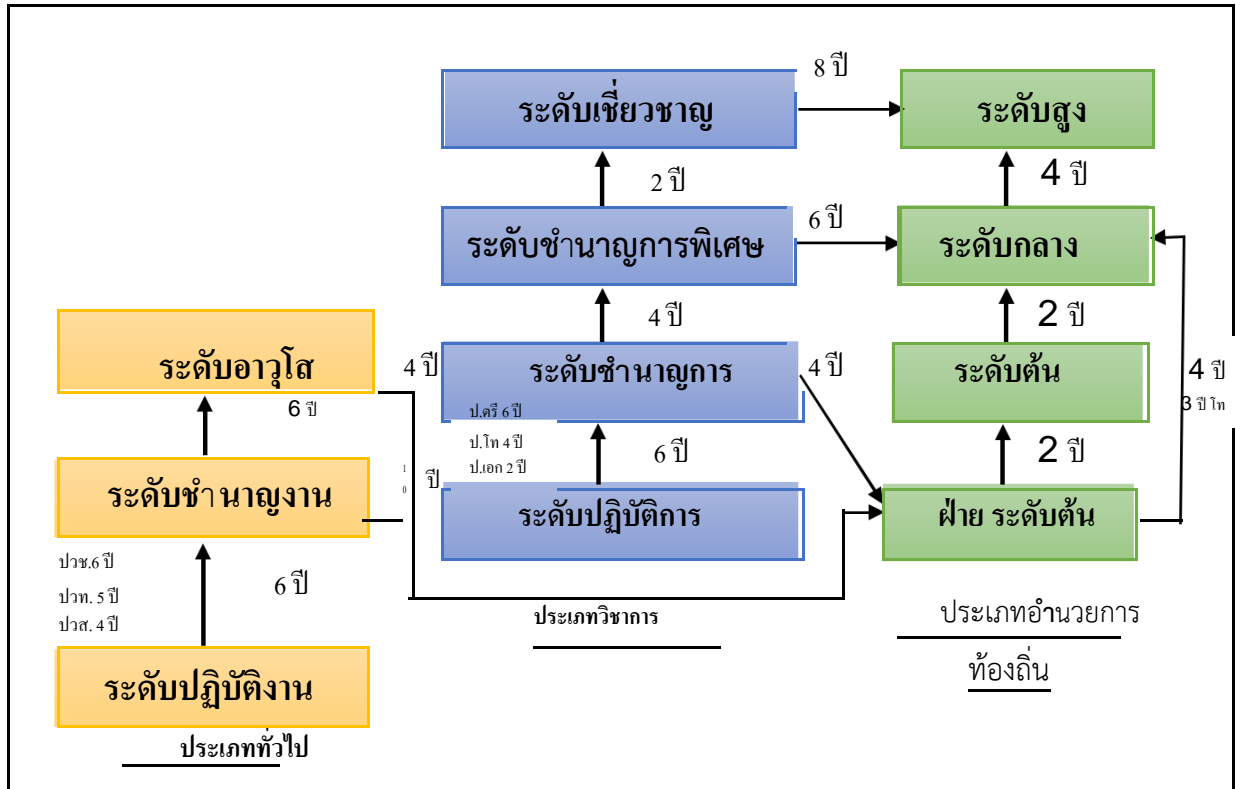 8 ปี
ระดับเชี่ยวชาญ
ระดับสูง
2 ปี
4 ปี
6 ปี
ระดับชำนาญการพิเศษ
ระดับกลาง
4 ปี
2 ปี
ระดับอาวุโส
4 ปี
ระดับชำนาญการ
4 ปี
ระดับต้น
4 ปี
3 ปี โท
6 ปี
ป.ตรี 6 ปี
ป.โท 4 ปี
ป.เอก 2 ปี
6 ปี
2 ปี
10 ปี
ระดับชำนาญงาน
ระดับปฏิบัติการ
ฝ่าย ระดับต้น
ปวช.6 ปี
ปวท. 5 ปี
ปวส. 4 ปี
6 ปี
ประเภทวิชาการ
ประเภทอำนวยการ
ท้องถิ่น
ระดับปฏิบัติงาน
ประเภททั่วไป